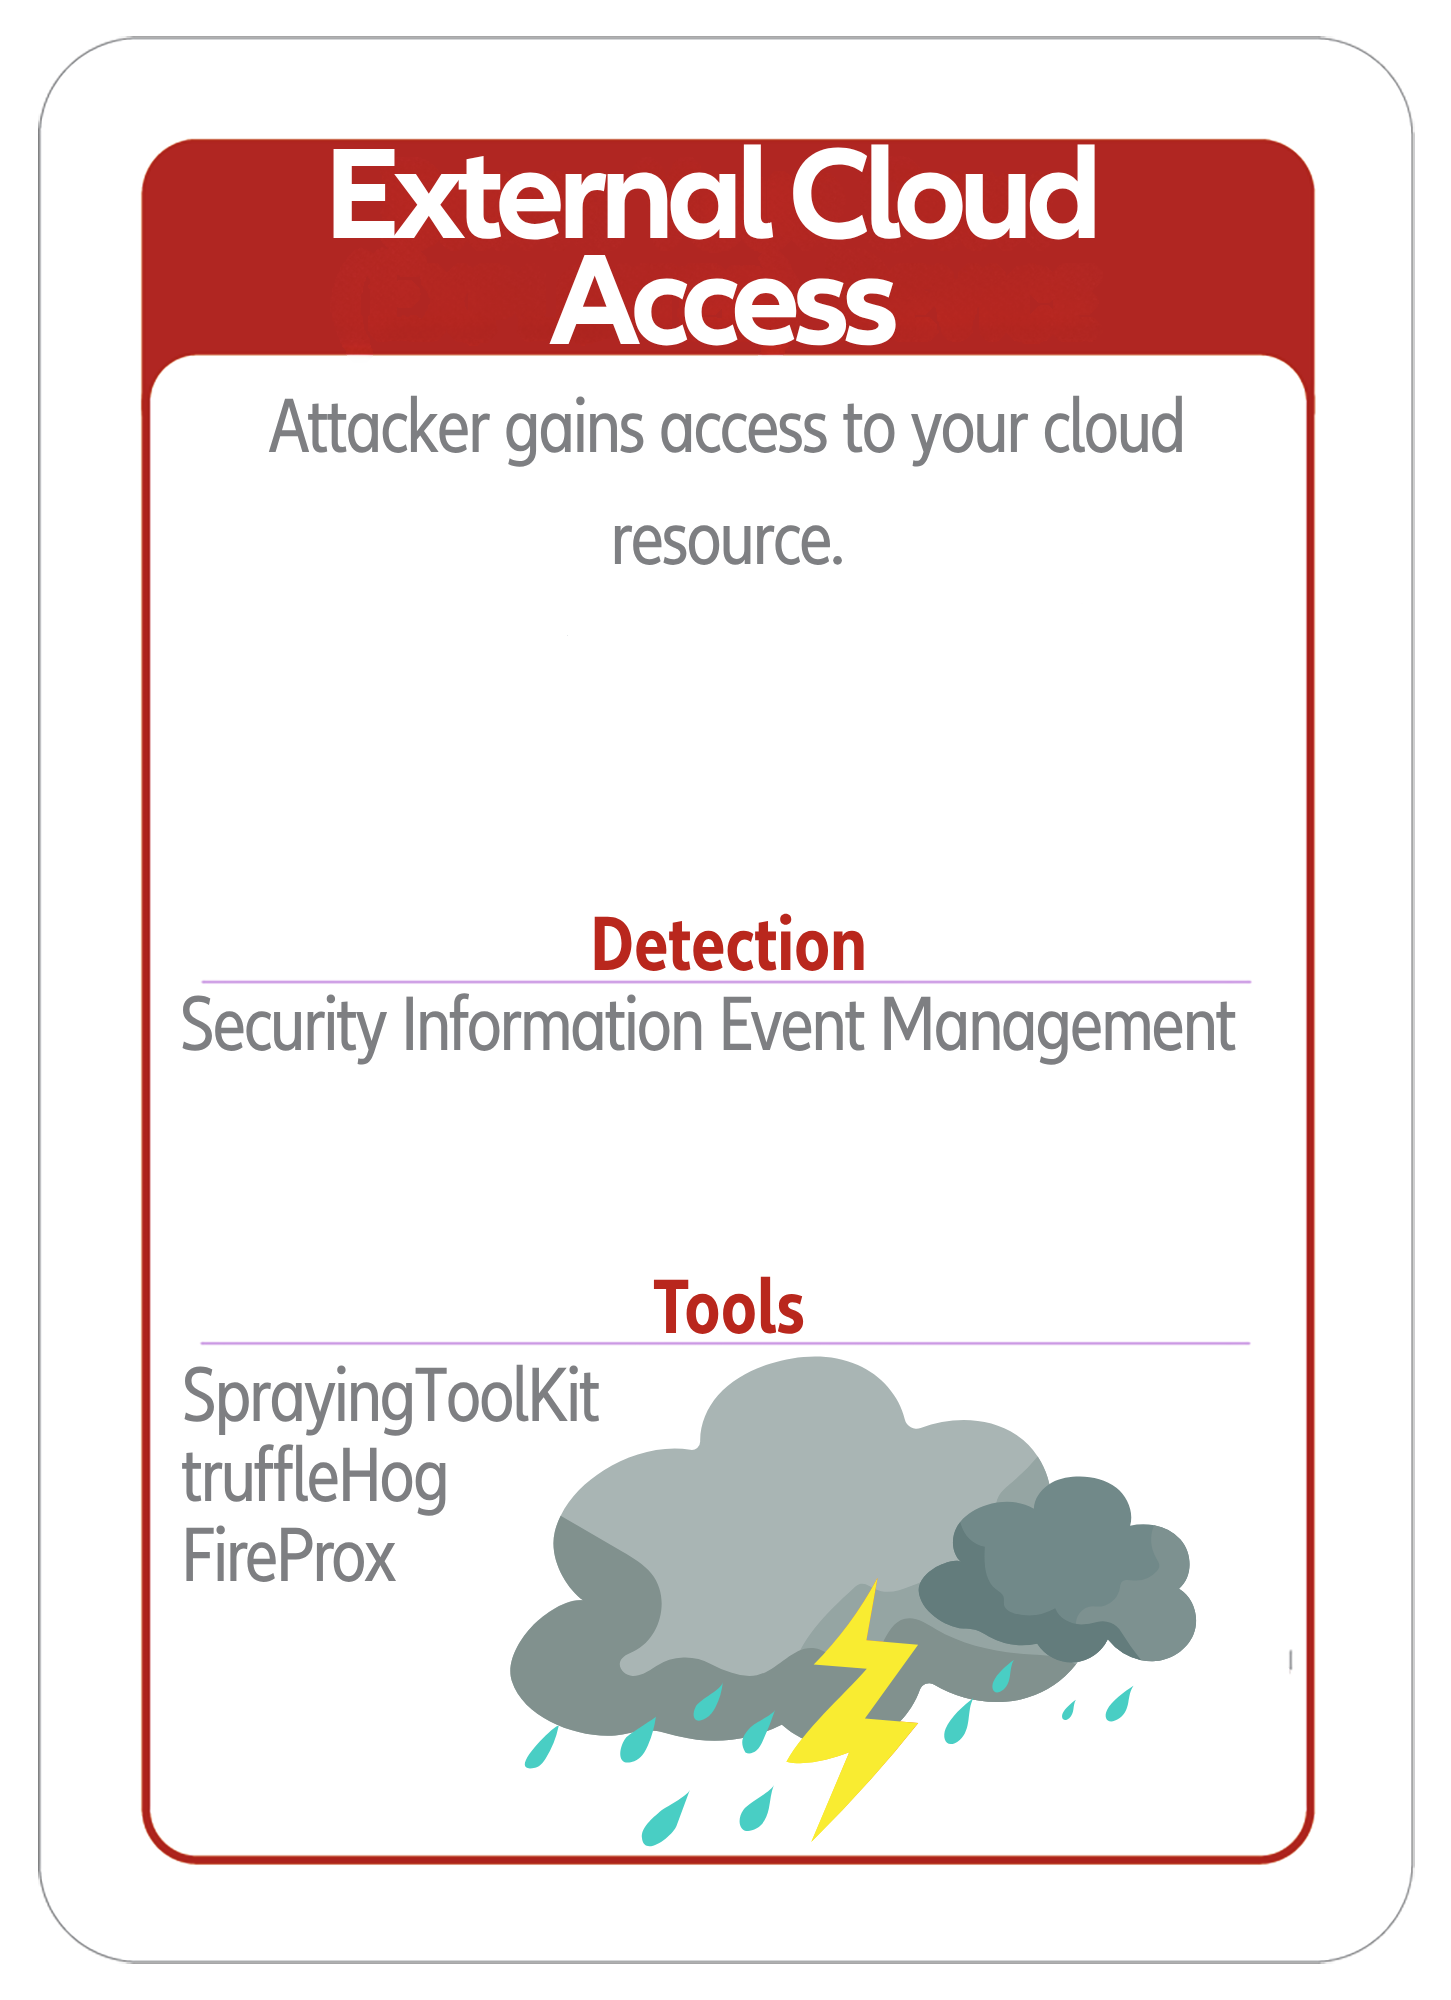 External Cloud
Access
Attacker gains access to your cloud
resource.
Detection
Security Information Event Management
Tools
SprayingToolKit
truffleHog
FireProx